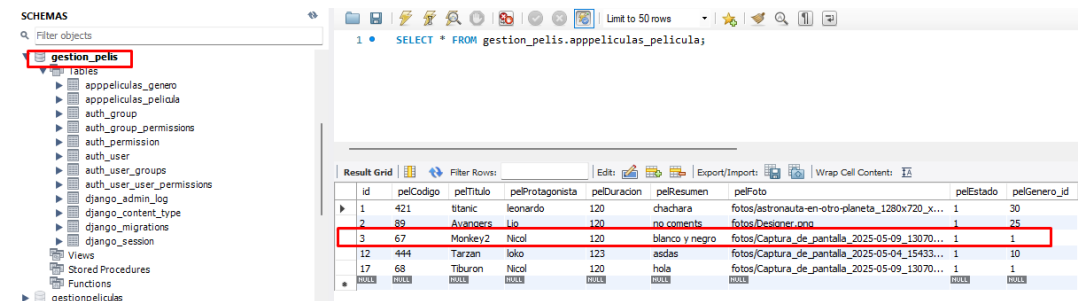 SCHEMAS
Filter objects
gestion_pelis
Tables
apppeliculas_genero
apppeliculas_pelicula
auth_group
auth_group_permissions
auth_permission
auth_user
auth_user_groups
auth_user_user_permissions
django_admin_log
django_content_type
django_migrations
django_session
Views
Stored Procedures
Functions
gestionpeliculas
Limit to 50 rows
1 SELECT * FROM gestion_pelis.apppeliculas_pelicula;
Result Grid Filter Rows: Edit: Export/Import: Wrap Cell Content:
id pelCodigo pelTitulo pelProtagonista pelDuracion pelResumen pelFoto pelEstado pelGenero_id
1 421 titanic leonardo 120 chachara fotos/astronauta-en-otro-planeta_1280x720_x... 1 30
2 89 Avangers Lio 120 no coments fotos/Designer.png 1 25
3 67 Monkey2 Nicol 120 blanco y negro fotos/Captura_de_pantalla_2025-05-09_13070... 1 1
12 444 Tarzan loko 123 asdas fotos/Captura_de_pantalla_2025-05-04_15433... 1 10
17 68 Tiburon Nicol 120 hola fotos/Captura_de_pantalla_2025-05-09_13070... 1 1
NULL NULL NULL NULL NULL NULL NULL NULL NULL